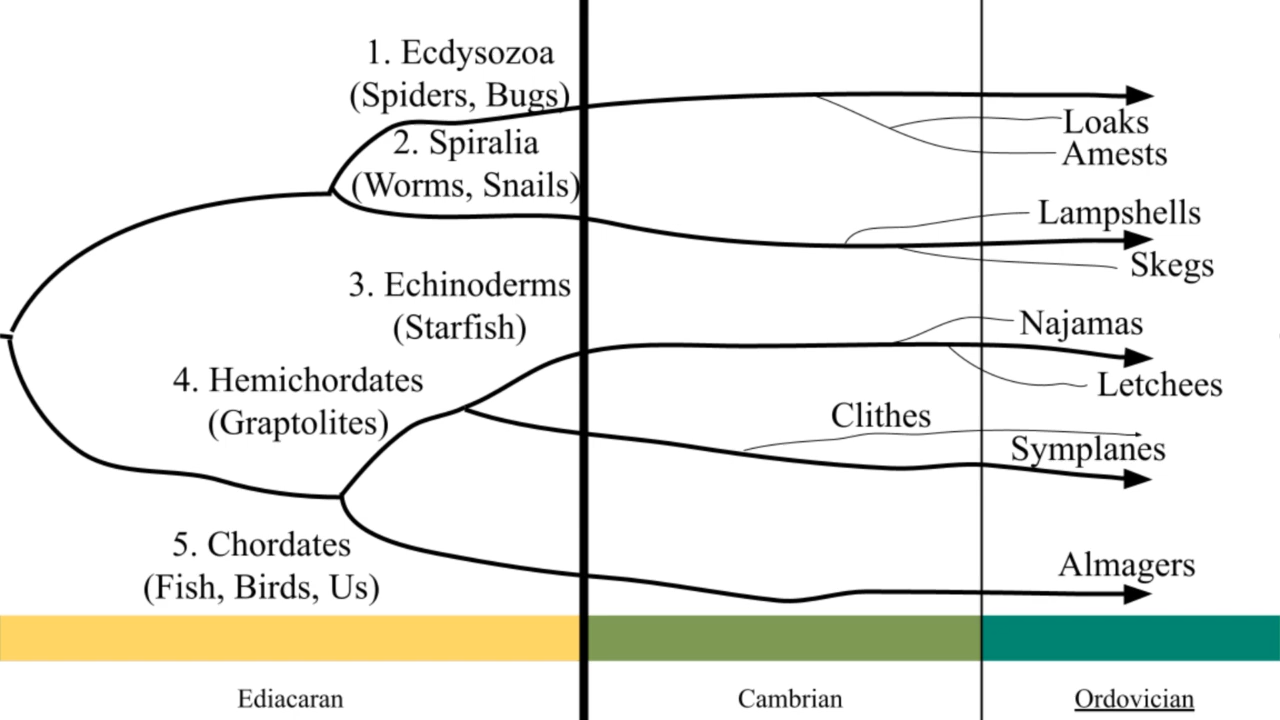 1. Ecdysozoa
(Spiders, Bugs)
2. Spiralia
(Worms, Snails)
Loaks
Amests
Lampshells
Skegs
3. Echinoderms
(Starfish)
Najamas
4. Hemichordates
(Graptolites)
Letchees
Clithes
Symplanes
5. Chordates
(Fish, Birds, Us)
Almagers
Ediacaran
Cambrian
Ordovician